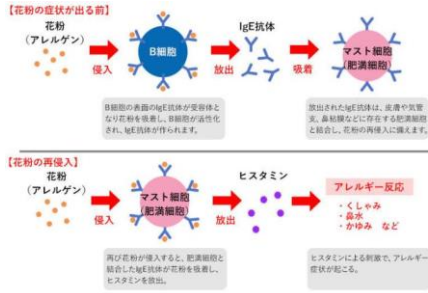 【花粉の症状が出る前】
花粉
（アレルゲン）
侵入
B細胞
放出
IgE抗体
吸着
マスト細胞
（肥満細胞）
B細胞の表面のIgE抗体が受容体と
なり花粉を吸着し、B細胞が活性化
され、IgE抗体が作られます。
放出されたIgE抗体は、皮膚や気管
支、鼻粘膜などに存在する肥満細胞
と結合し、花粉の再侵入に備えます。
【花粉の再侵入】
花粉
（アレルゲン）
侵入
マスト細胞
（肥満細胞）
放出
ヒスタミン
アレルギー反応
・くしゃみ
・鼻水
・かゆみ など
再び花粉が侵入すると、肥満細胞と
結合したIgE抗体が花粉を吸着し、
ヒスタミンを放出。
ヒスタミンによる刺激で、アレルギー
症状が起こる。